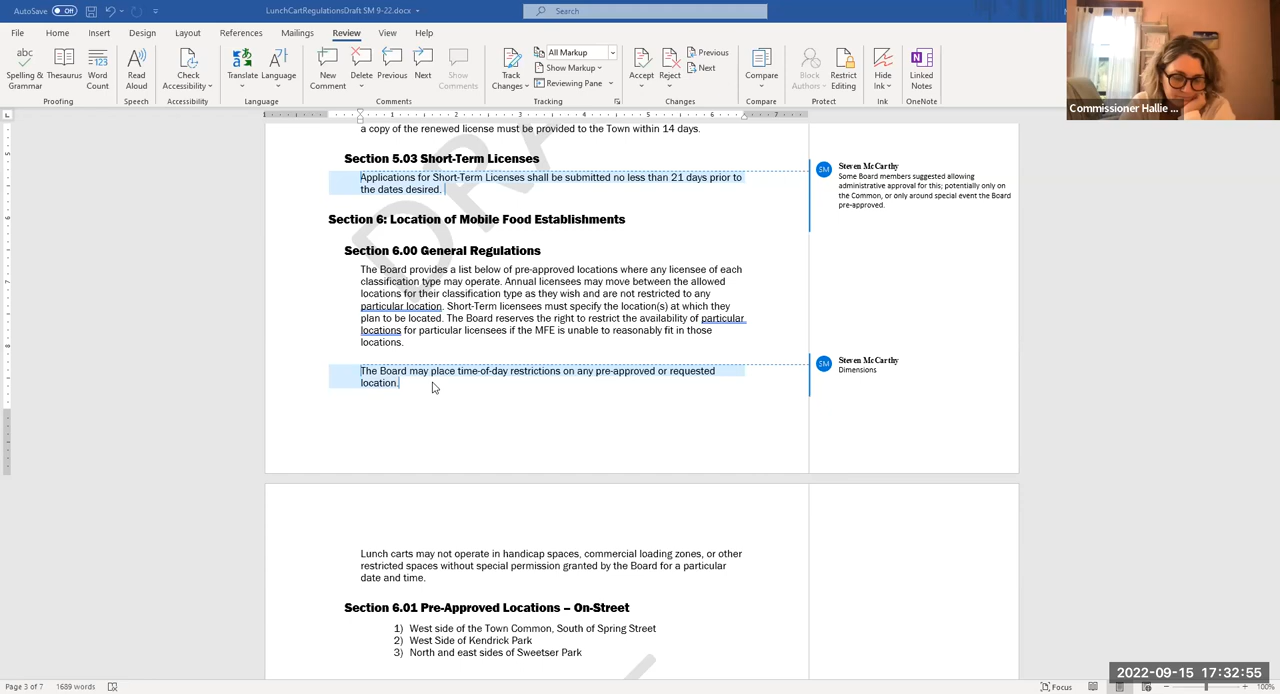 AutoSave Off
LunchCartRegulationsDraft SM 9-22.docx
Search
File Home Insert Design Layout References Mailings Review View Help
Spelling & Grammar
Thesaurus
Word Count
Read Aloud
Check Accessibility
Translate
Language
New Comment
Delete
Previous
Next
Show Comments
Track Changes
All Markup
Show Markup
Reviewing Pane
Accept
Reject
Previous
Next
Compare
Block Authors
Restrict Editing
Hide Ink
Linked Notes
Proofing Speech Accessibility Language Comments Tracking Changes Compare Protect Ink OneNote
Commissioner Hallie ...
a copy of the renewed license must be provided to the Town within 14 days.
Section 5.03 Short-Term Licenses
Applications for Short-Term Licenses shall be submitted no less than 21 days prior to
the dates desired.
SM Steven McCarthy
Some Board members suggested allowing
administrative approval for this; potentially only on
the Common, or only around special event the Board
pre-approved.
Section 6: Location of Mobile Food Establishments
Section 6.00 General Regulations
The Board provides a list below of pre-approved locations where any licensee of each
classification type may operate. Annual licensees may move between the allowed
locations for their classification type as they wish and are not restricted to any
particular location. Short-Term licensees must specify the location(s) at which they
plan to be located. The Board reserves the right to restrict the availability of particular
locations for particular licensees if the MFE is unable to reasonably fit in those
locations.
The Board may place time-of-day restrictions on any pre-approved or requested
location.
SM Steven McCarthy
Dimensions
Lunch carts may not operate in handicap spaces, commercial loading zones, or other
restricted spaces without special permission granted by the Board for a particular
date and time.
Section 6.01 Pre-Approved Locations – On-Street
1) West side of the Town Common, South of Spring Street
2) West Side of Kendrick Park
3) North and east sides of Sweetser Park
2022-09-15 17:32:55
Page 3 of 7 1689 words
Focus
100%